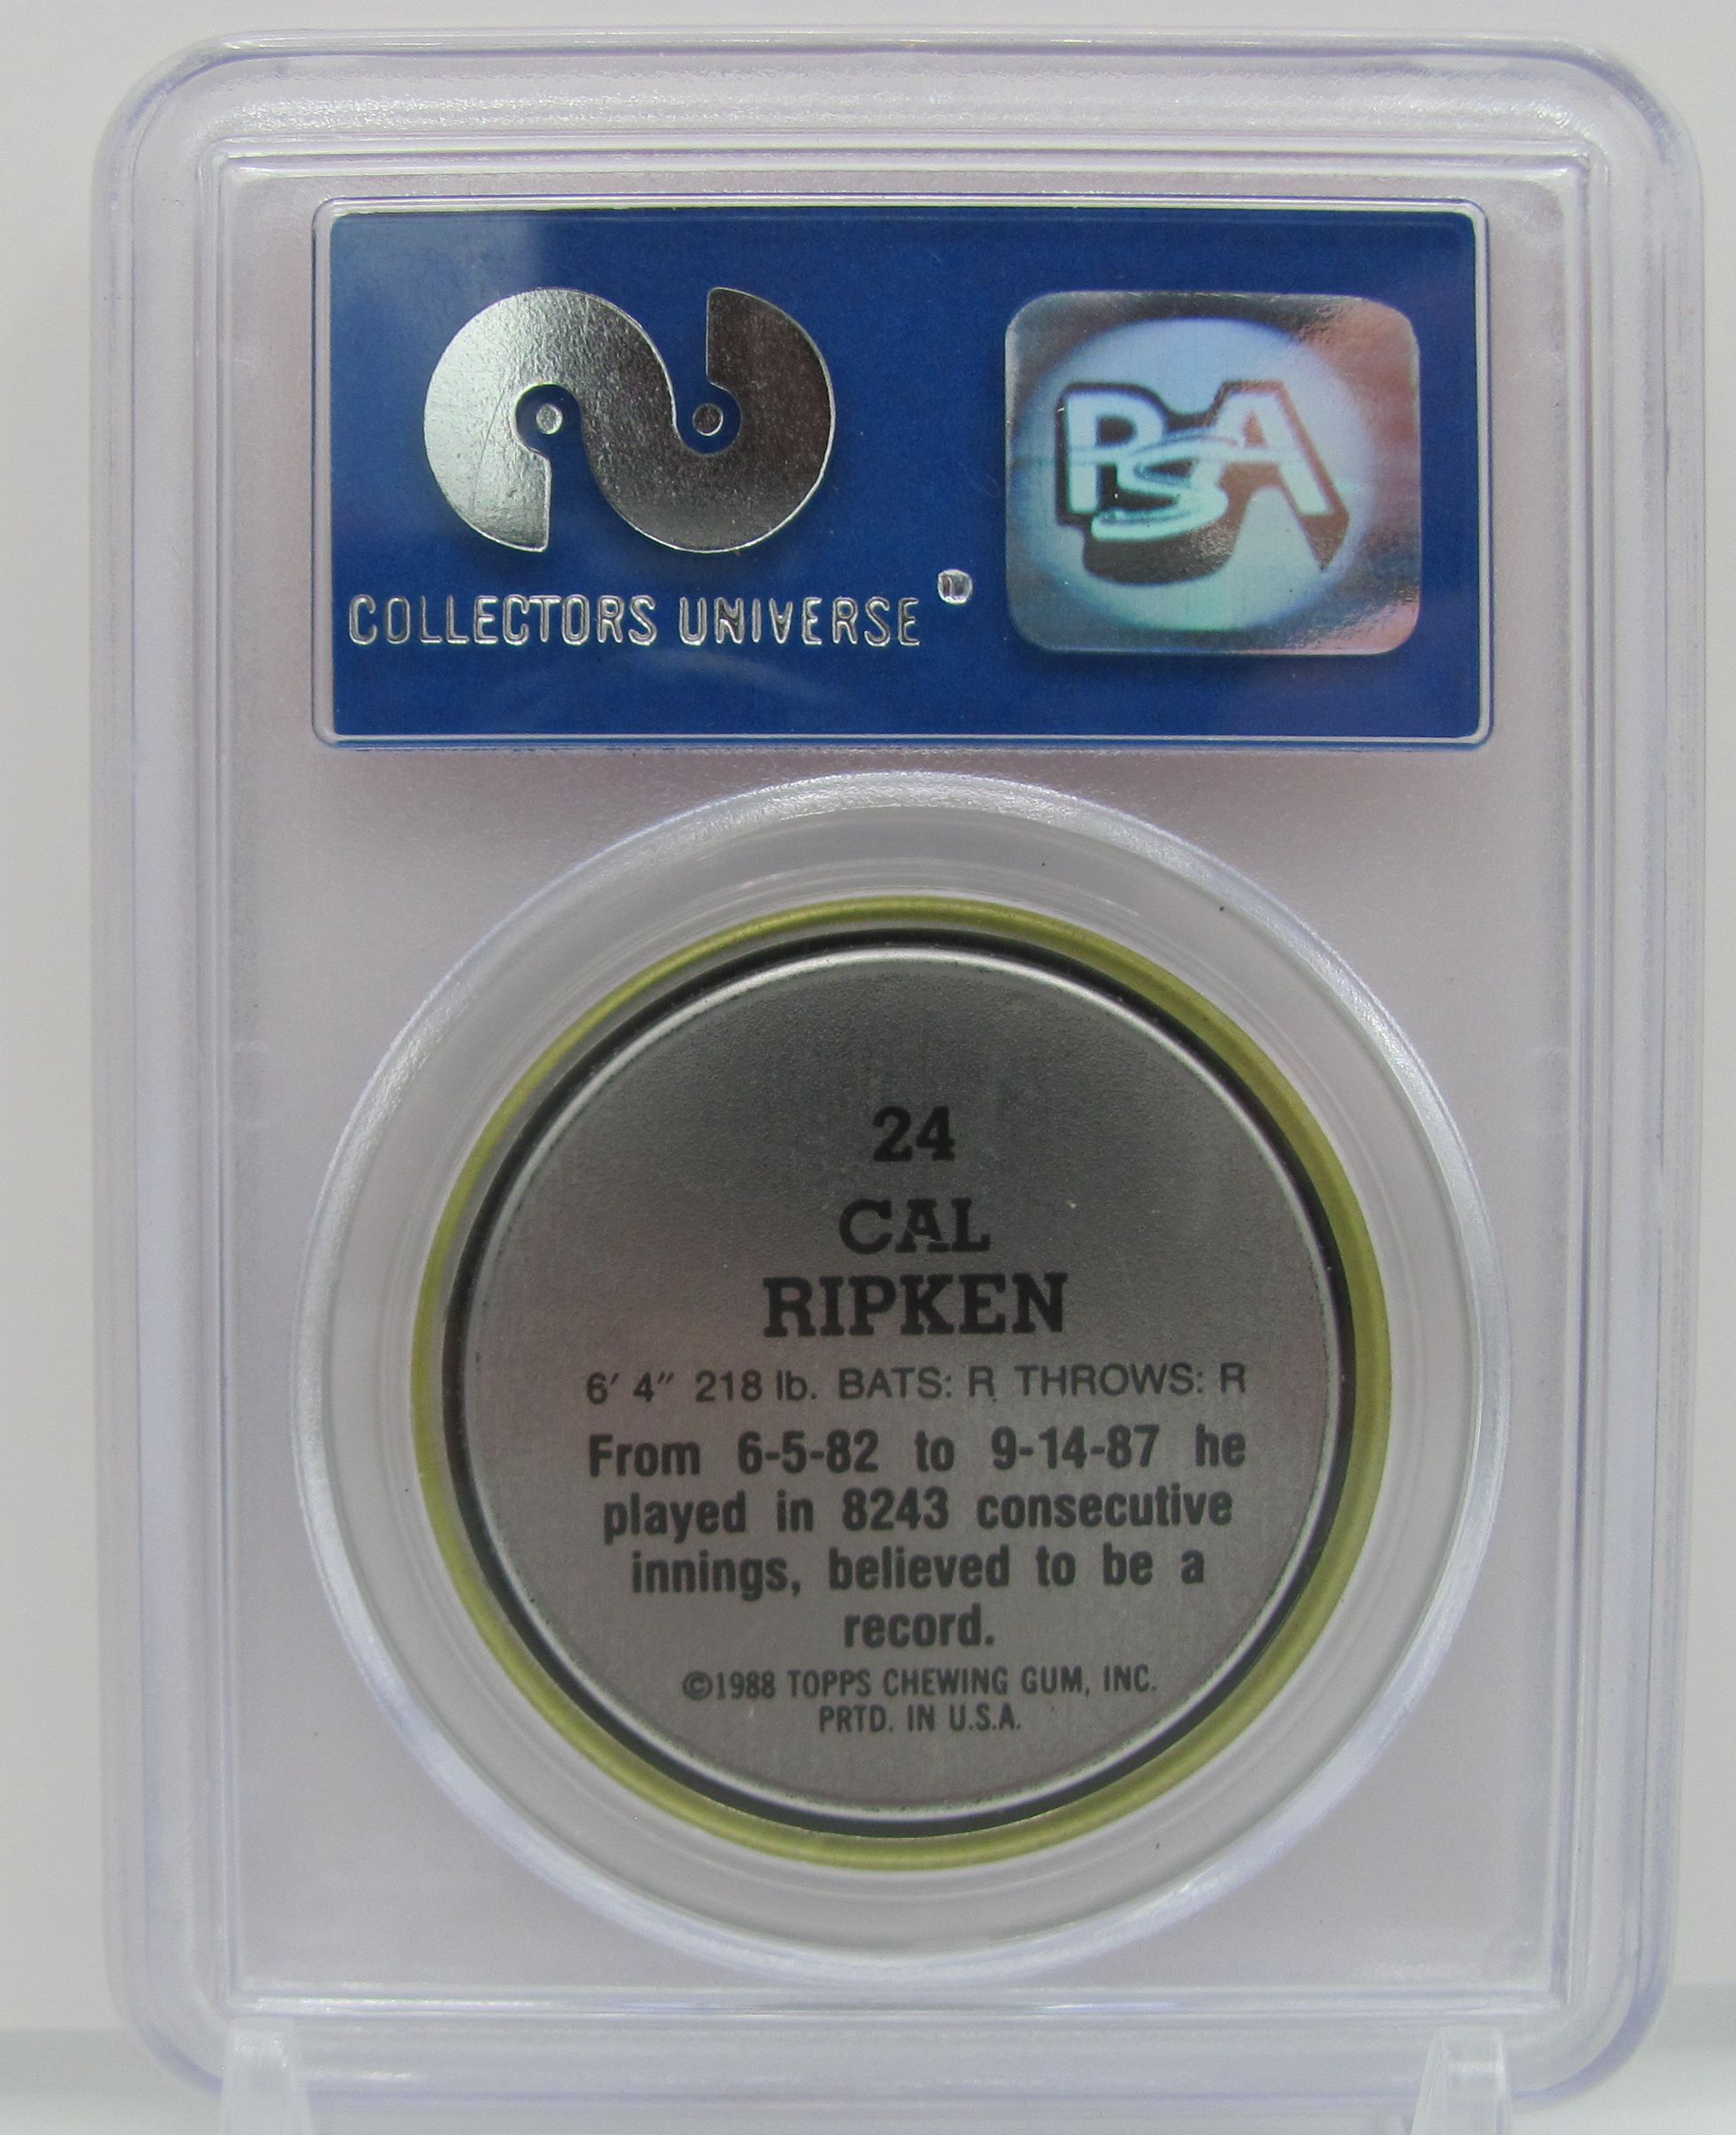 COLLECTORS UNIVERSE
PSA
24
CAL
RIPKEN
6′ 4″ 218 lb. BATS: R THROWS: R
From 6-5-82 to 9-14-87 he
played in 8243 consecutive
innings, believed to be a
record.
©1988 TOPPS CHEWING GUM, INC.
PRTD. IN U.S.A.